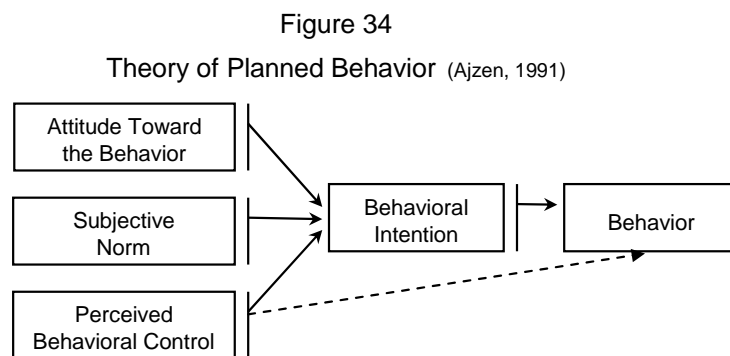 Figure 34
Theory of Planned Behavior (Ajzen, 1991)
Attitude Toward
the Behavior
Subjective
Norm
Perceived
Behavioral Control
Behavioral
Intention
Behavior